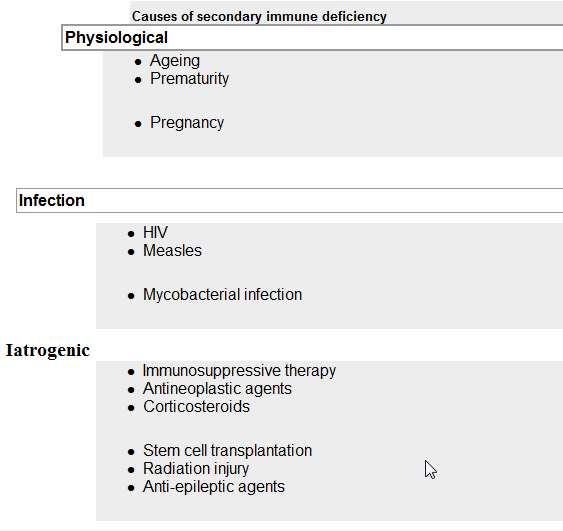 Causes of secondary immune deficiency
Physiological
● Ageing
● Prematurity
● Pregnancy
Infection
● HIV
● Measles
● Mycobacterial infection
Iatrogenic
● Immunosuppressive therapy
● Antineoplastic agents
● Corticosteroids
● Stem cell transplantation
● Radiation injury
● Anti-epileptic agents